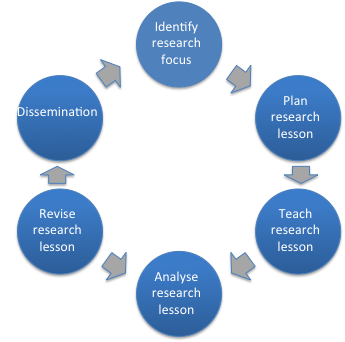 Identify
research
focus
Plan
research
lesson
Teach
research
lesson
Analyse
research
lesson
Revise
research
lesson
Dissemination